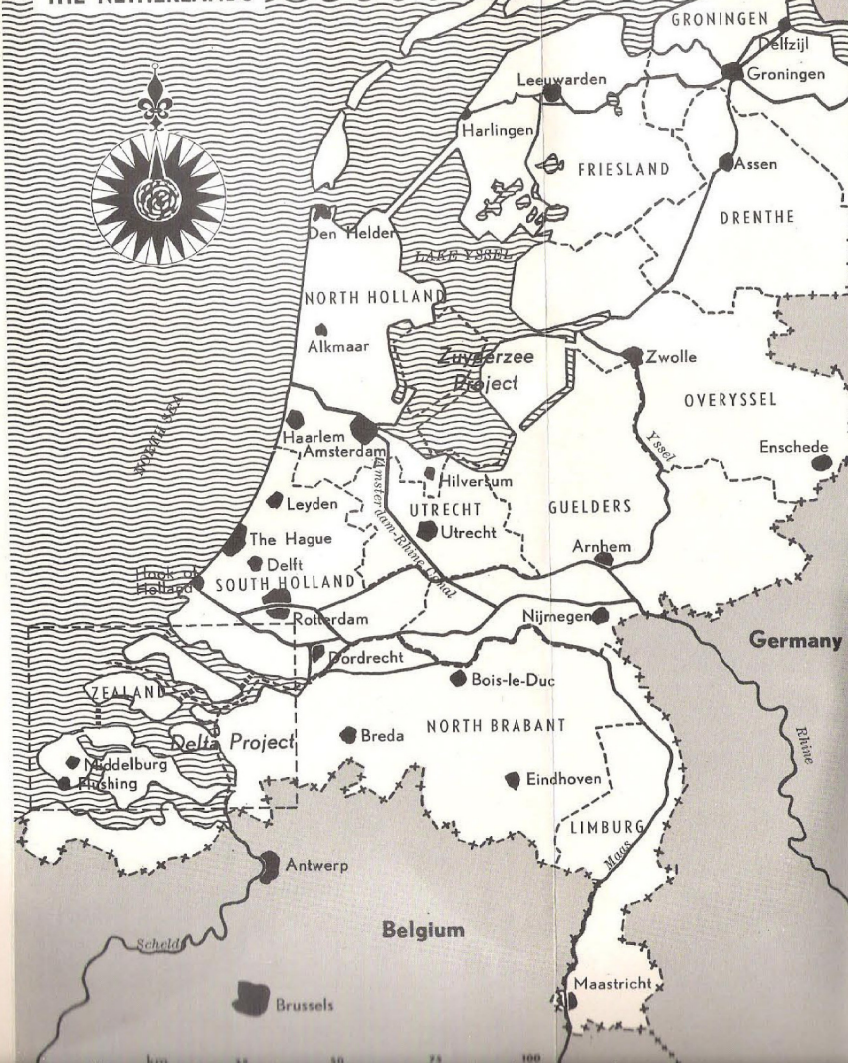 THE NETHERLANDS
GRONINGEN
Delfzijl
Groningen
Leeuwarden
Harlingen
FRIESLAND
Assen
DRENTHE
Den Helder
LAKE YSSEL
NORTH HOLLAND
Alkmaar
Zuyderzee
Project
Zwolle
OVERYSSEL
NORTH SEA
Haarlem
Amsterdam
Yssel
Enschede
Hilversum
Leyden
Amsterdam-Rhine Canal
UTRECHT
GUELDERS
The Hague
Utrecht
Delft
Arnhem
Hook of
Holland
SOUTH HOLLAND
Rotterdam
Nijmegen
Germany
Dordrecht
Bois-le-Duc
ZEALAND
Rhine
Delta Project
Breda
NORTH BRABANT
Middelburg
Flushing
Eindhoven
LIMBURG
Maas
Antwerp
Belgium
Scheld
Maastricht
Brussels
km 25 50 75 100